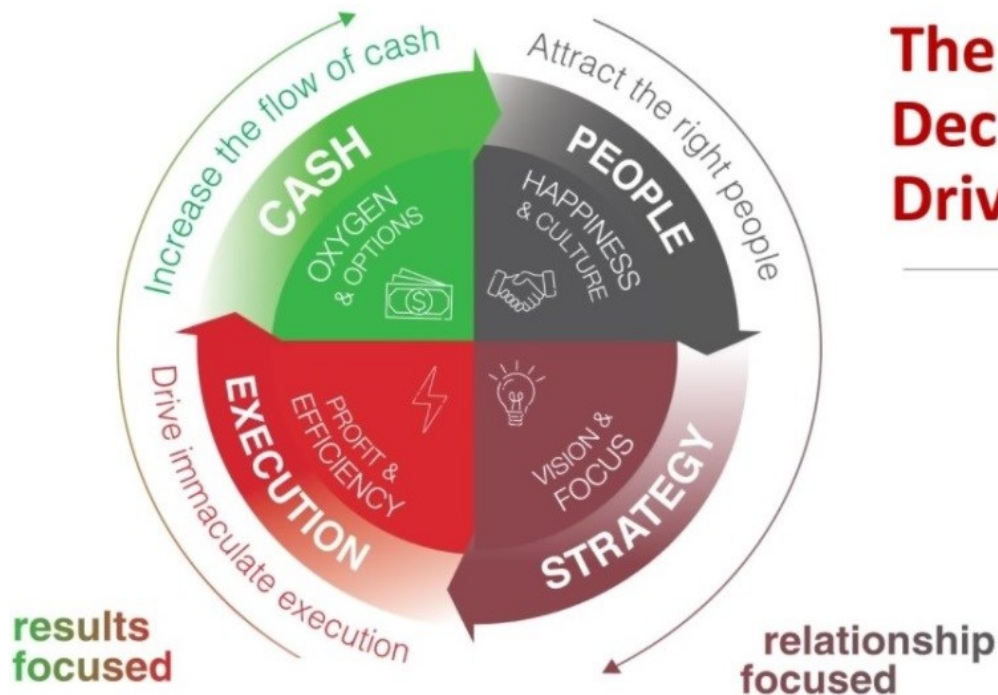 The
Dec
Driv
Increase the flow of cash
Attract the right people
CASH
PEOPLE
OXYGEN
& OPTIONS
HAPPINESS
& CULTURE
$
EXECUTION
PROFIT &
EFFICIENCY
VISION &
FOCUS
STRATEGY
Drive immaculate execution
results
focused
relationship
focused